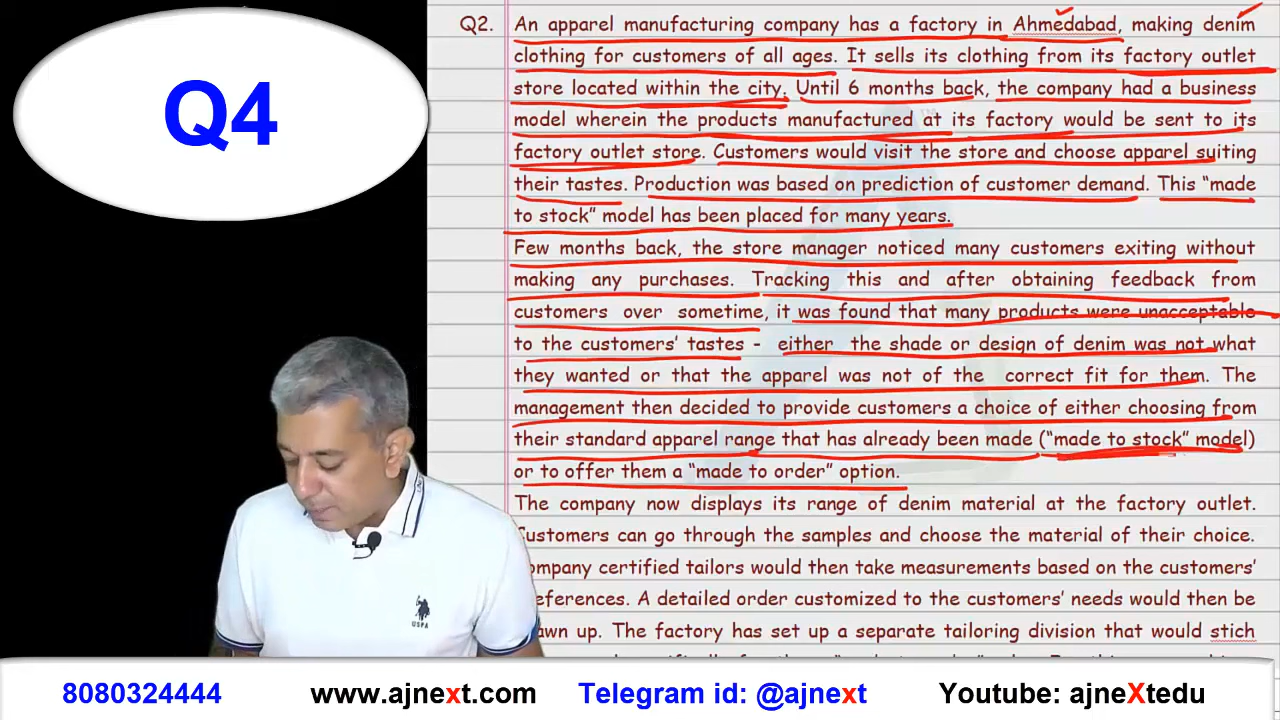 Q4
Q2. An apparel manufacturing company has a factory in Ahmedabad, making denim
clothing for customers of all ages. It sells its clothing from its factory outlet
store located within the city. Until 6 months back, the company had a business
model wherein the products manufactured at its factory would be sent to its
factory outlet store. Customers would visit the store and choose apparel suiting
their tastes. Production was based on prediction of customer demand. This “made
to stock” model has been placed for many years.
Few months back, the store manager noticed many customers exiting without
making any purchases. Tracking this and after obtaining feedback from
customers over sometime, it was found that many products were unacceptable
to the customers’ tastes - either the shade or design of denim was not what
they wanted or that the apparel was not of the correct fit for them. The
management then decided to provide customers a choice of either choosing from
their standard apparel range that has already been made (“made to stock” model)
or to offer them a “made to order” option.
The company now displays its range of denim material at the factory outlet.
Customers can go through the samples and choose the material of their choice.
ompany certified tailors would then take measurements based on the customers’
eferences. A detailed order customized to the customers’ needs would then be
awn up. The factory has set up a separate tailoring division that would stich
USPA
8080324444 www.ajnext.com Telegram id: @ajnext Youtube: ajneXtedu